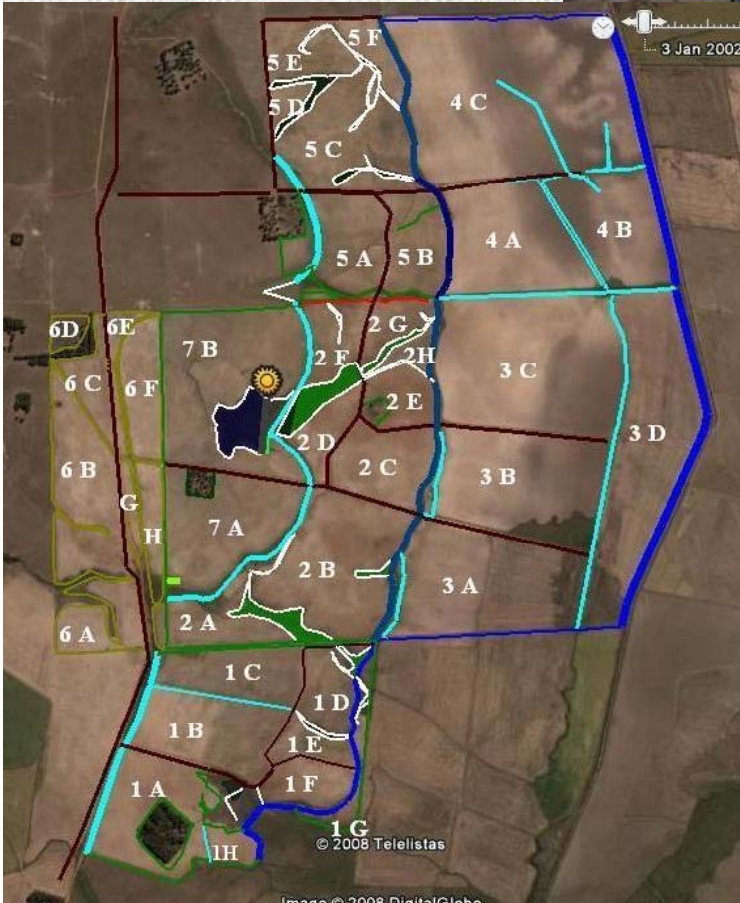 3 Jan 2002
5 F
5 E
5 D
4 C
5 C
4 B
4 A
5 A
5 B
6D
6E
2 G
7 B
2 F
2H
6 C
6 F
3 C
2 E
3 D
2 D
6 B
2 C
3 B
G
7 A
H
2 B
3 A
2 A
6 A
1 C
1 D
1 B
1 E
1 F
1 A
1 G
© 2008 Telelistas
1H
Image © 2008 DigitalGlobe